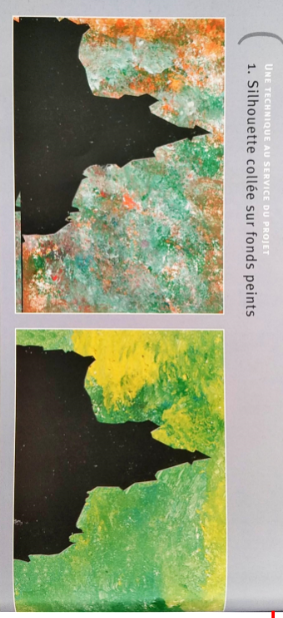 UNE TECHNIQUE AU SERVICE DU PROJET
1. Silhouette collée sur fonds peints